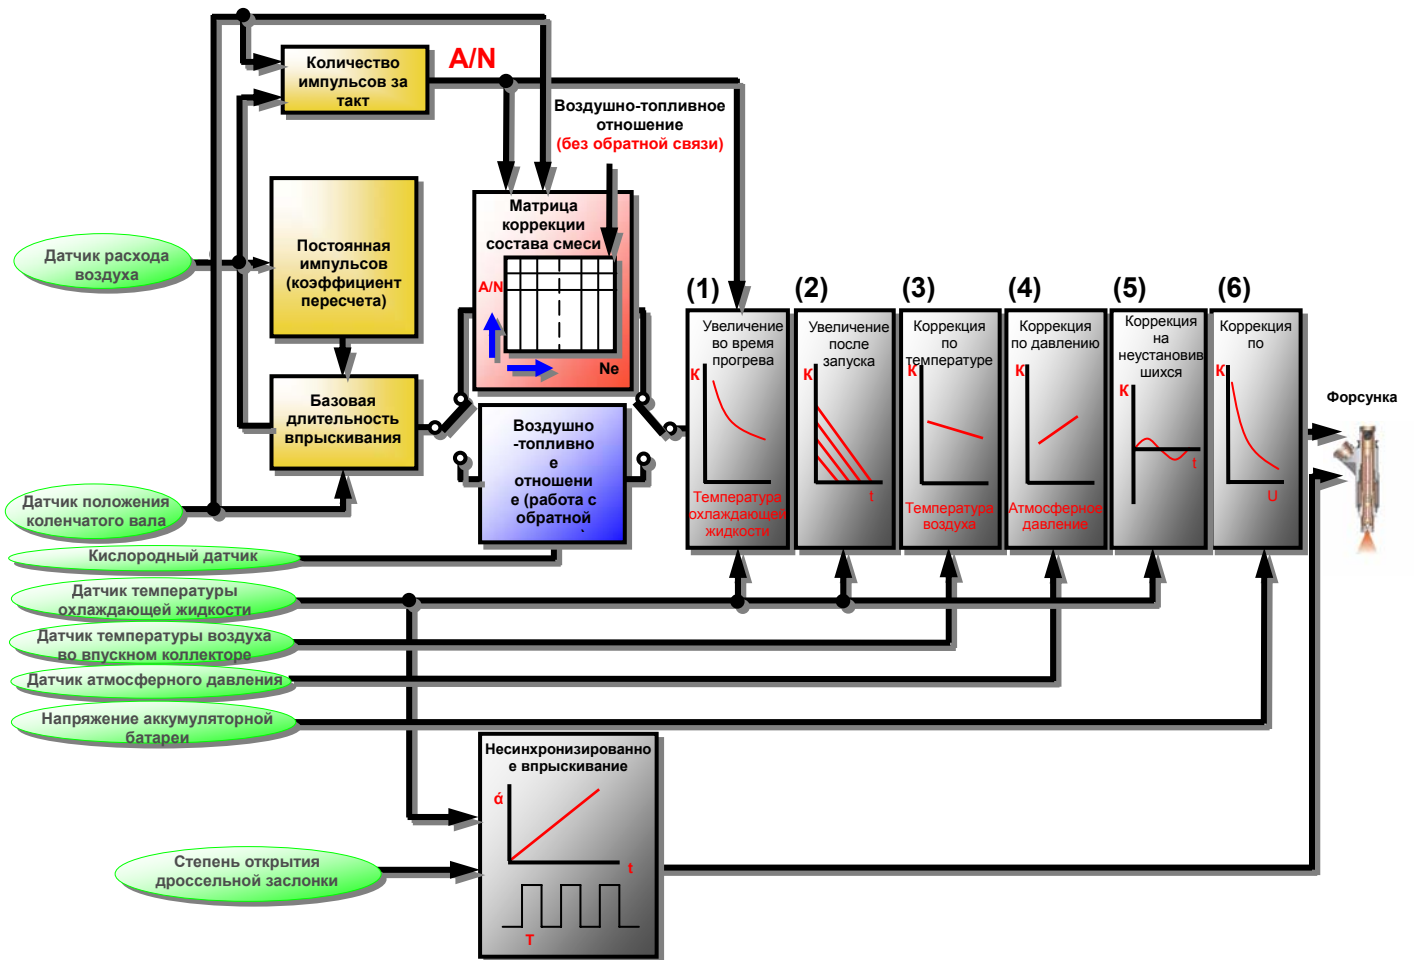 Количество
импульсов за
такт
A/N
Воздушно-топливное
отношение
(без обратной связи)
Матрица
коррекции
состава смеси
A/N
Ne
Постоянная
импульсов
(коэффициент
пересчета)
Датчик расхода
воздуха
Базовая
длительность
впрыскивания
Воздушно
-топливно
е
отношени
е (работа с
обратной
(1)
Увеличение
во время
прогрева
К
Температура
охлаждающей
жидкости
(2)
Увеличение
после
запуска
К
t
(3)
Коррекция
по
температуре
К
Температура
воздуха
(4)
Коррекция
по давлению
К
Атмосферное
давление
(5)
Коррекция
на
неустановив
шихся
К
t
(6)
Коррекция
по
К
U
Форсунка
Датчик положения
коленчатого вала
Кислородный датчик
Датчик температуры
охлаждающей жидкости
Датчик температуры воздуха
во впускном коллекторе
Датчик атмосферного давления
Напряжение аккумуляторной
батареи
Несинхронизированно
е впрыскивание
ά
t
T
Степень открытия
дроссельной заслонки